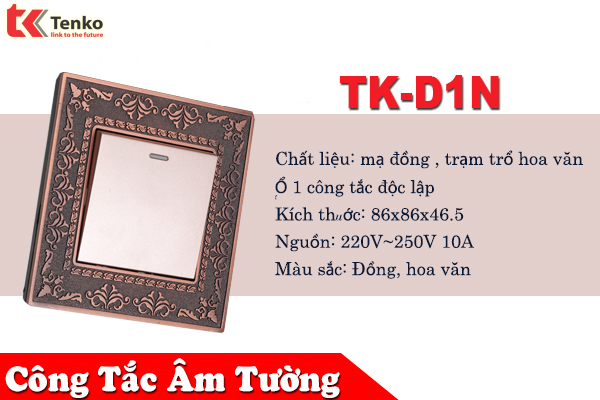 Tenko
link to the future
TK-D1N
Chất liệu: mạ đồng , trạm trổ hoa văn
Ổ 1 công tắc độc lập
Kích thước: 86x86x46.5
Nguồn: 220V~250V 10A
Màu sắc: Đồng, hoa văn
Công Tắc Âm Tường